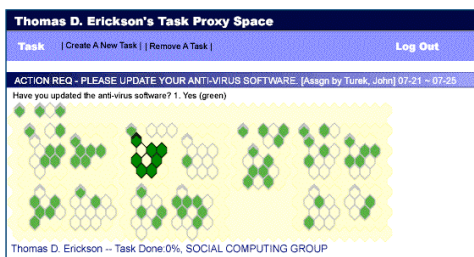 Thomas D. Erickson's Task Proxy Space
Task | Create A New Task | | Remove A Task | Log Out
ACTION REQ - PLEASE UPDATE YOUR ANTI-VIRUS SOFTWARE. [Assgn by Turek, John] 07-21 ~ 07-25
Have you updated the anti-virus software? 1. Yes (green)
Thomas D. Erickson -- Task Done:0%, SOCIAL COMPUTING GROUP